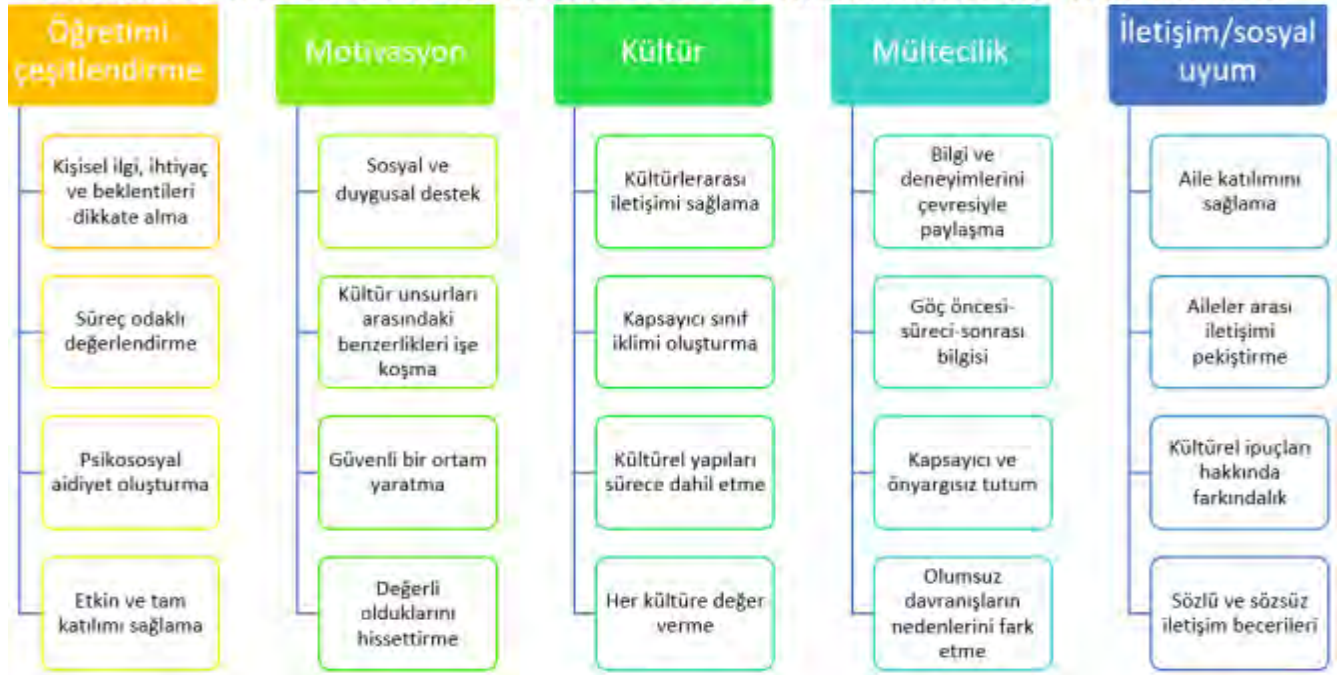 Öğretimi
çeşitlendirme
Kişisel ilgi, ihtiyaç
ve beklentileri
dikkate alma
Süreç odaklı
değerlendirme
Psikososyal
aidiyet oluşturma
Etkin ve tam
katılımı sağlama
Motivasyon
Sosyal ve
duygusal destek
Kültür unsurları
arasındaki
benzerlikleri işe
koşma
Güvenli bir ortam
yaratma
Değerli
olduklarını
hissettirme
Kültür
Kültürlerarası
iletişimi sağlama
Kapsayıcı sınıf
iklimi oluşturma
Kültürel yapıları
sürece dahil etme
Her kültüre değer
verme
Mültecilik
Bilgi ve
deneyimlerini
çevresiyle
paylaşma
Göç öncesi-
süreci-sonrası
bilgisi
Kapsayıcı ve
önyargısız tutum
Olumsuz
davranışların
nedenlerini fark
etme
İletişim/sosyal
uyum
Aile katılımını
sağlama
Aileler arası
iletişimi
pekiştirme
Kültürel ipuçları
hakkında
farkındalık
Sözlü ve sözsüz
iletişim becerileri